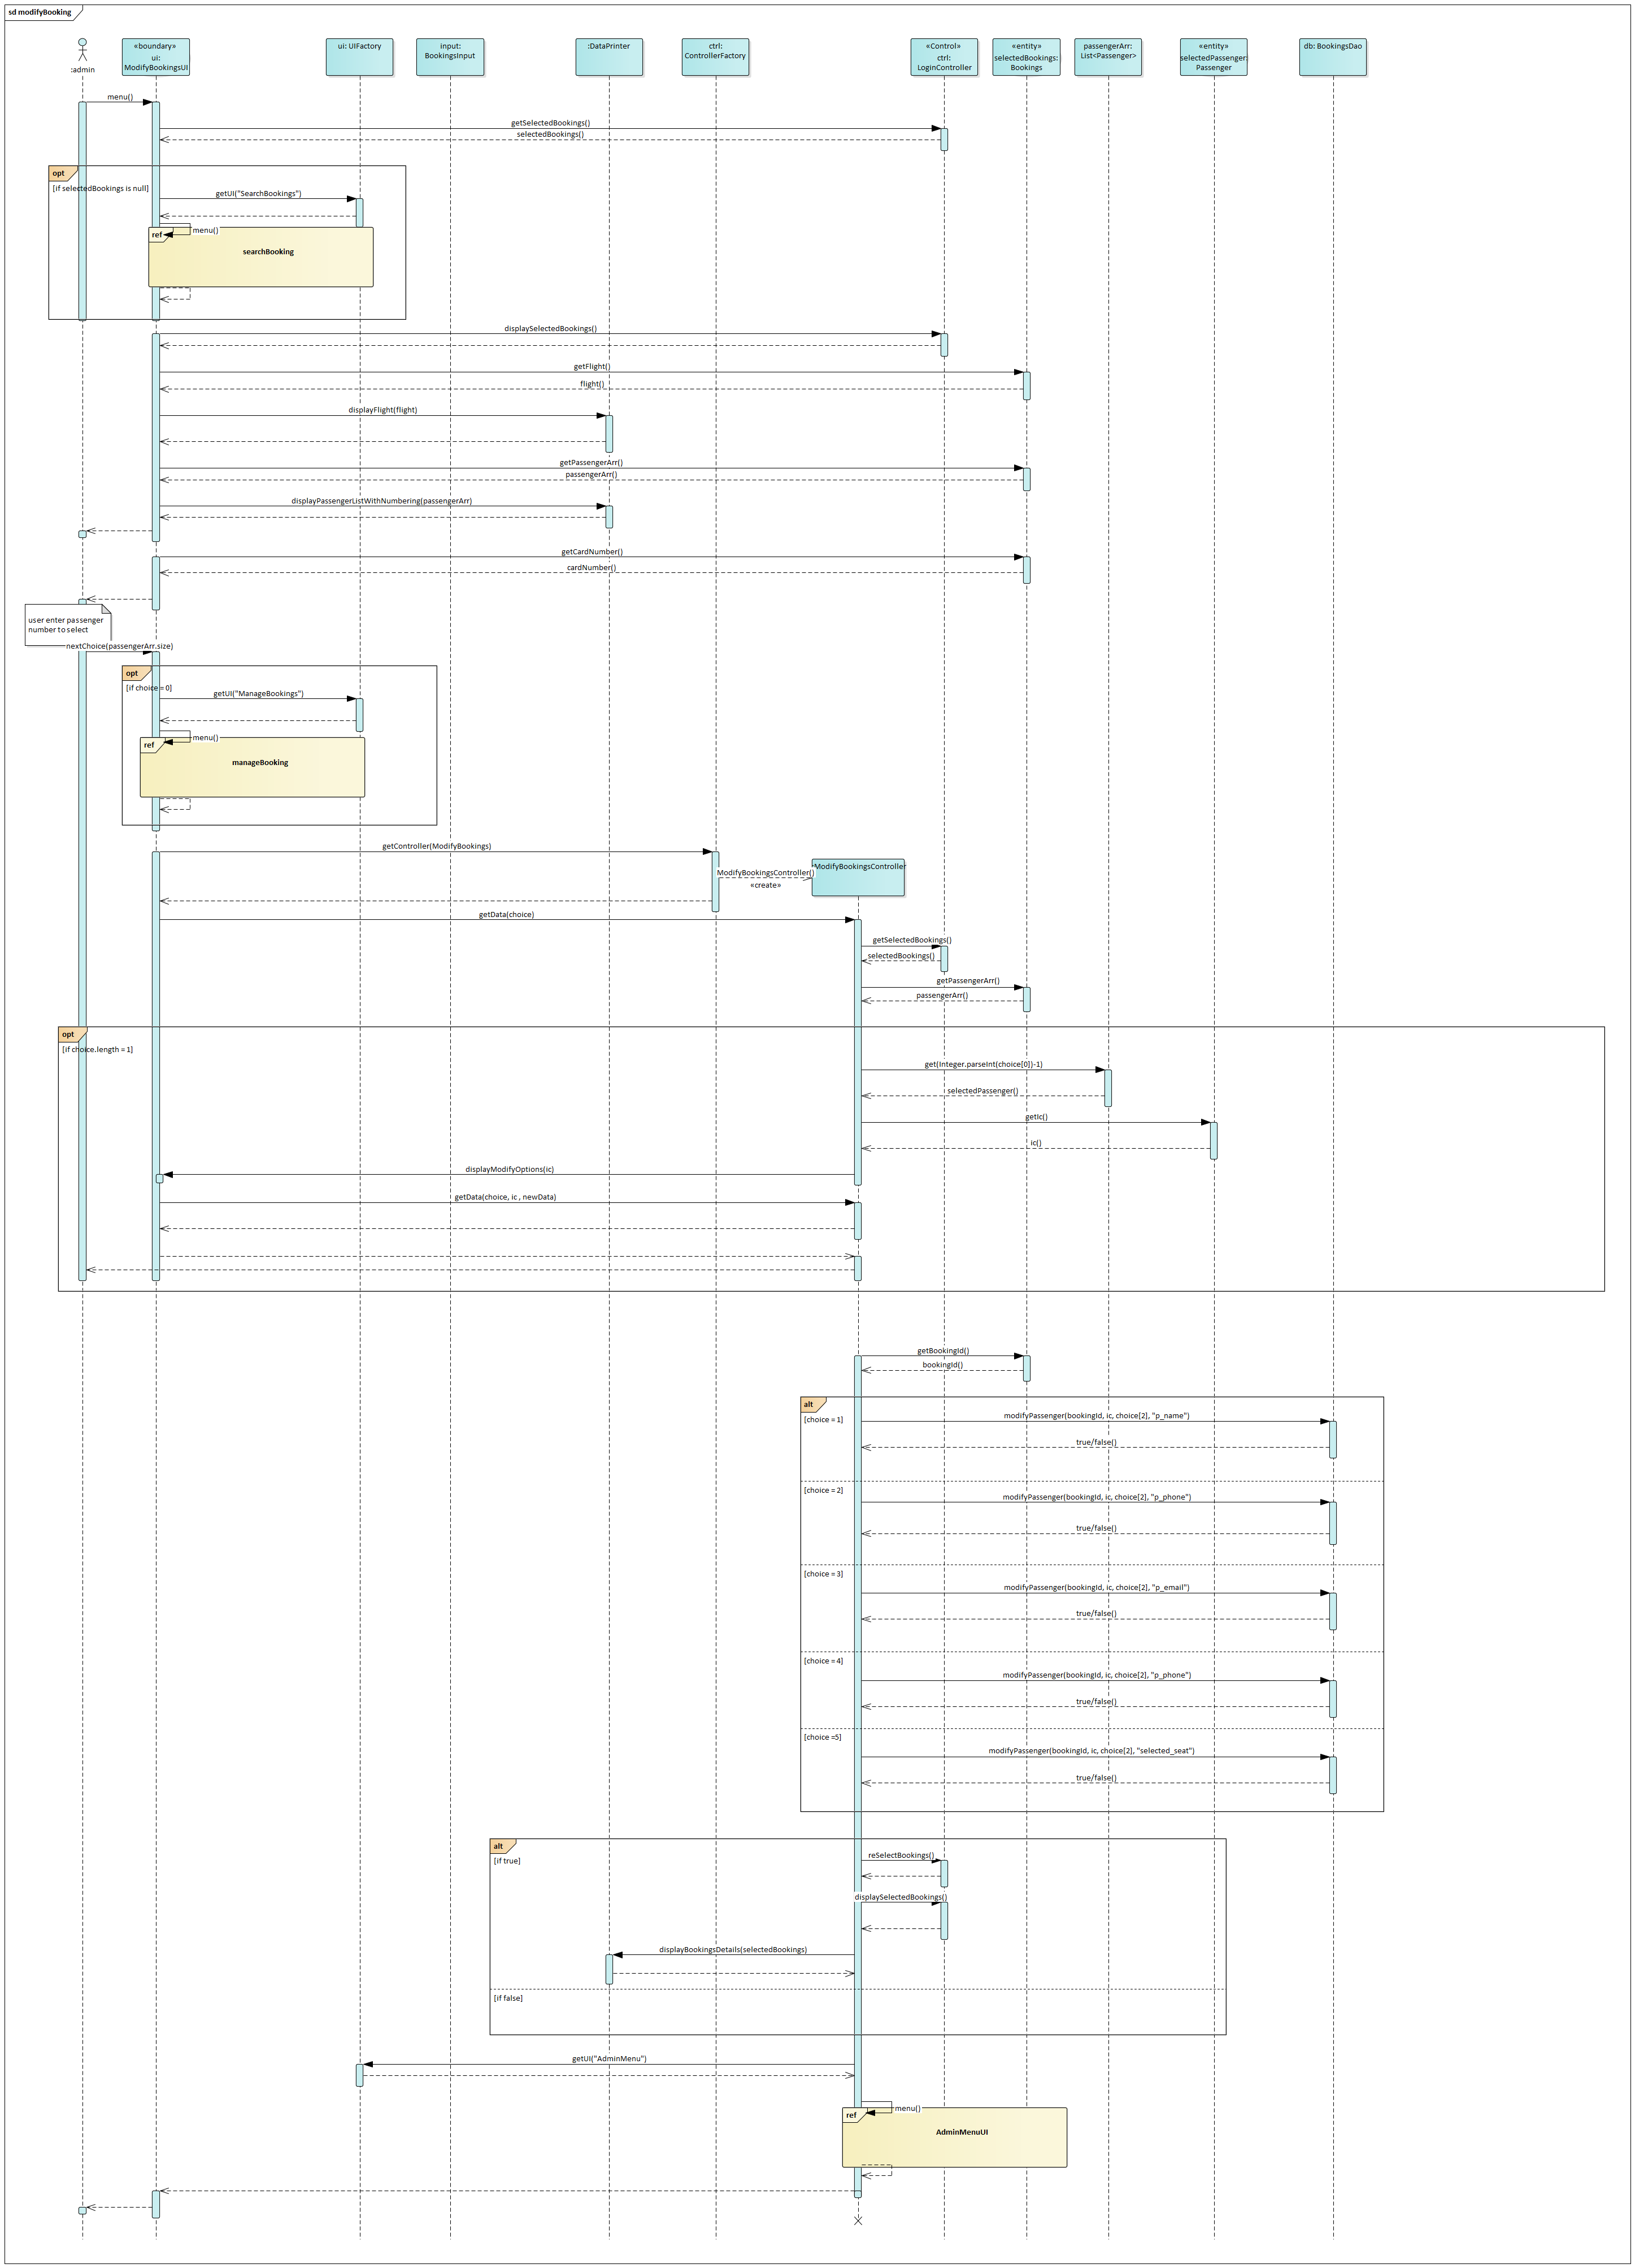 sd modifyBooking
:admin
«boundary»
ui:
ModifyBookingsUI
ui: UIFactory
input:
BookingsInput
:DataPrinter
ctrl:
ControllerFactory
«Control»
ctrl:
LoginController
«entity»
selectedBookings:
Bookings
passengerArr:
List<Passenger>
«entity»
selectedPassenger:
Passenger
db: BookingsDao
menu()
getSelectedBookings()
selectedBookings()
opt
[if selectedBookings is null]
getUI("SearchBookings")
menu()
ref
searchBooking
displaySelectedBookings()
getFlight()
flight()
displayFlight(flight)
getPassengerArr()
passengerArr()
displayPassengerListWithNumbering(passengerArr)
getCardNumber()
cardNumber()
user enter passenger
number to select
nextChoice(passengerArr.size)
opt
[if choice = 0]
getUI("ManageBookings")
menu()
ref
manageBooking
getController(ModifyBookings)
ModifyBookingsController
ModifyBookingsController()
«create»
getData(choice)
getSelectedBookings()
selectedBookings()
getPassengerArr()
passengerArr()
opt
[if choice.length = 1]
get(Integer.parseInt(choice[0])-1)
selectedPassenger()
getIc()
ic()
displayModifyOptions(ic)
getData(choice, ic , newData)
getBookingId()
bookingId()
alt
[choice = 1]
modifyPassenger(bookingId, ic, choice[2], "p_name")
true/false()
[choice = 2]
modifyPassenger(bookingId, ic, choice[2], "p_phone")
true/false()
[choice = 3]
modifyPassenger(bookingId, ic, choice[2], "p_email")
true/false()
[choice = 4]
modifyPassenger(bookingId, ic, choice[2], "p_phone")
true/false()
[choice =5]
modifyPassenger(bookingId, ic, choice[2], "selected_seat")
true/false()
alt
[if true]
reSelectBookings()
displaySelectedBookings()
displayBookingsDetails(selectedBookings)
[if false]
getUI("AdminMenu")
menu()
ref
AdminMenuUI